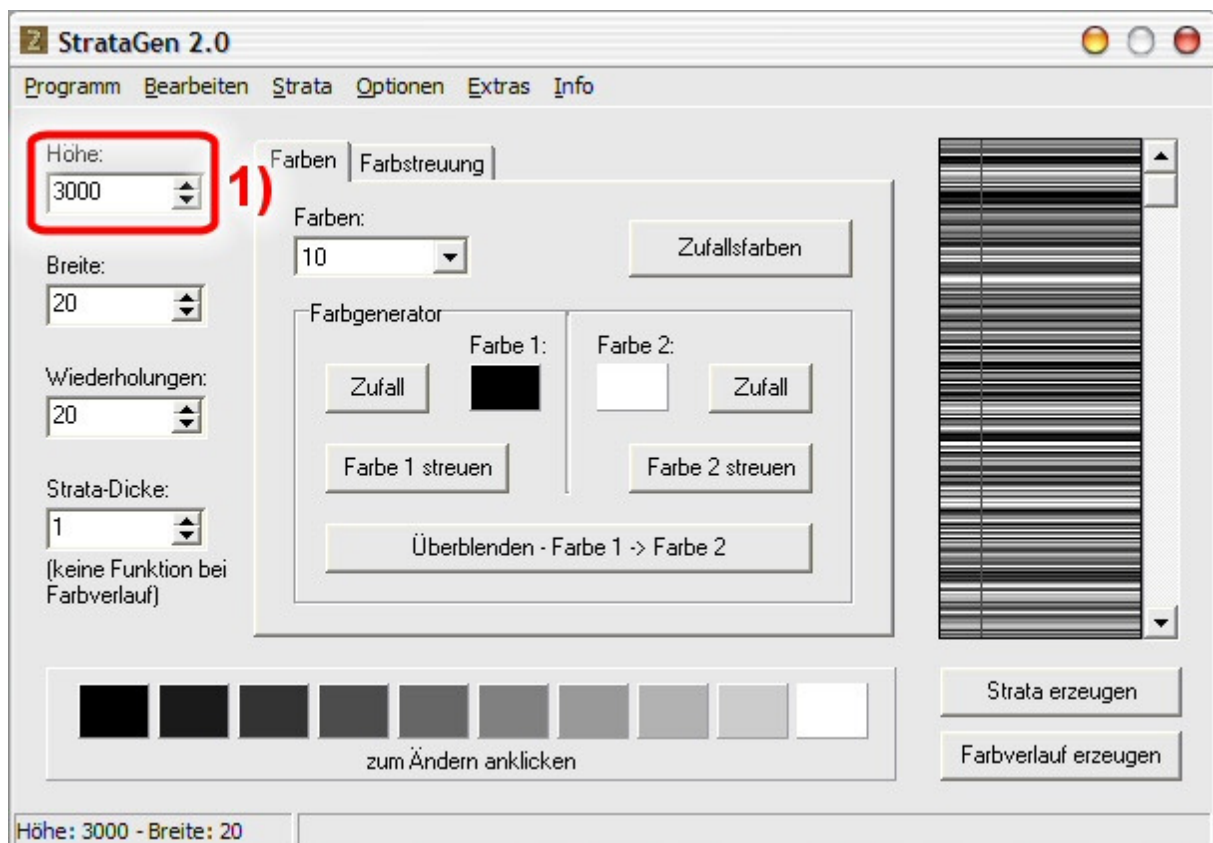 StrataGen 2.0
Programm Bearbeiten Strata Optionen Extras Info
Höhe:
3000
1)
Breite:
20
Wiederholungen:
20
Strata-Dicke:
1
(keine Funktion bei
Farbverlauf)
Farben Farbstreuung
Farben:
10
Zufallsfarben
Farbgenerator
Farbe 1: Farbe 2:
Zufall Zufall
Farbe 1 streuen Farbe 2 streuen
Überblenden - Farbe 1 -> Farbe 2
zum Ändern anklicken
Strata erzeugen
Farbverlauf erzeugen
Höhe: 3000 - Breite: 20